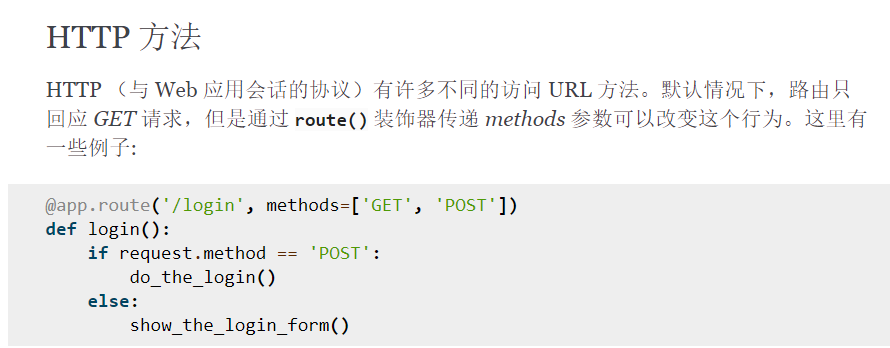 HTTP 方法
HTTP （与 Web 应用会话的协议）有许多不同的访问 URL 方法。默认情况下，路由只
回应 GET 请求，但是通过 route() 装饰器传递 methods 参数可以改变这个行为。这里有
一些例子:
@app.route('/login', methods=['GET', 'POST'])
def login():
    if request.method == 'POST':
        do_the_login()
    else:
        show_the_login_form()